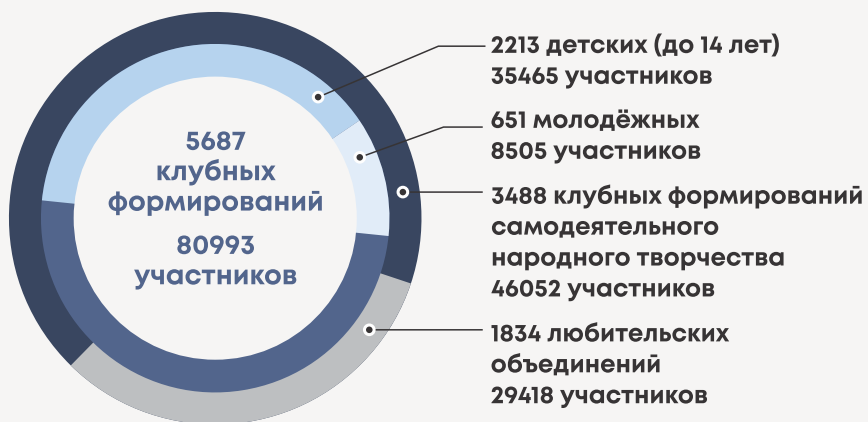 5687
клубных
формирований
80993
участников
2213 детских (до 14 лет)
35465 участников
651 молодёжных
8505 участников
3488 клубных формирований
самодеятельного
народного творчества
46052 участников
1834 любительских
объединений
29418 участников